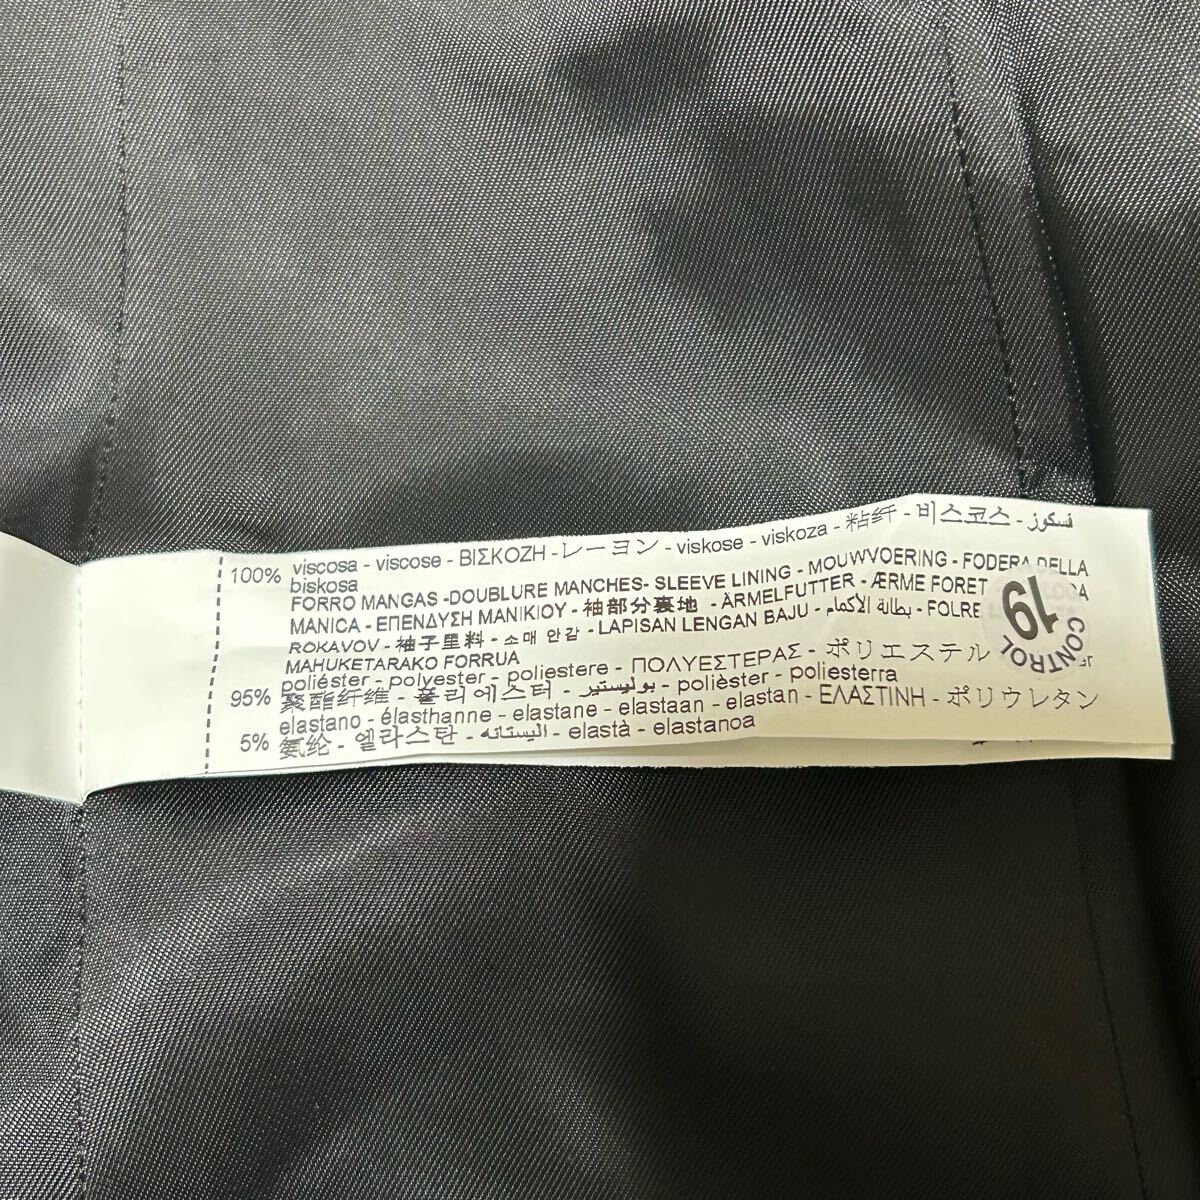 100% viscosa - viscose - ΒΙΣΚΟΖΗ - レーヨン - viskose - viskoza - 粘纤 - 비스코스 - فسكوز
biskosa
FORRO MANGAS -DOUBLURE MANCHES- SLEEVE LINING - MOUWVOERING - FODERA DELLA
MANICA - ΕΠΕΝΔΥΣΗ ΜΑΝΙΚΙΟΥ - 袖部分裏地 - ÄRMELFUTTER - ÆRME FORET
ROKAVOV - 袖子里料 - 소매 안감 - LAPISAN LENGAN BAJU - بطانة الأكمام - FOLRE
MAHUKETARAKO FORRUA
poliéster - polyester - poliestere - ΠΟΛΥΕΣΤΕΡΑΣ - ポリエステル
95% 聚酯纤维 - 폴리에스터 - بوليستير - polièster - poliesterra
elastano - élasthanne - elastane - elastaan - elastan - ΕΛΑΣΤΙΝΗ - ポリウレタン
5% 氨纶 - 엘라스탄 - اليستانه - elastà - elastanoa
19
CONTROL